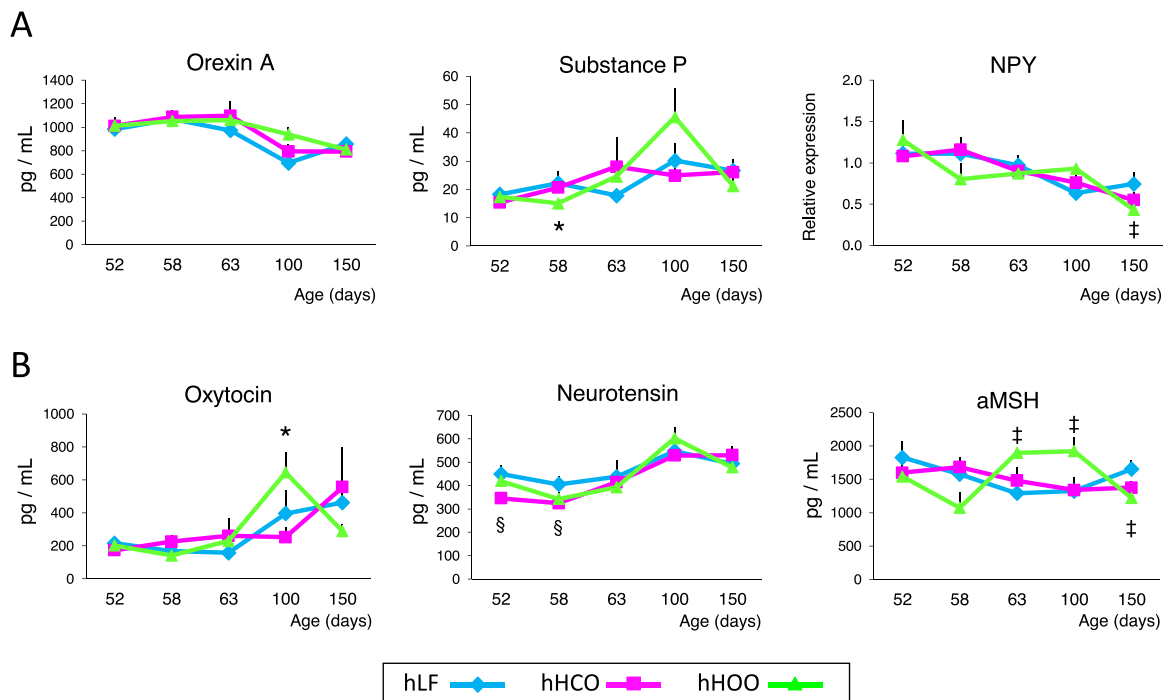 A
Orexin A
1400
1200
1000
800
600
400
200
0
pg / mL
52 58 63 100 150
Age (days)
Substance P
60
50
40
30
20
10
0
pg / mL
*
52 58 63 100 150
Age (days)
NPY
2.0
1.5
1.0
0.5
0.0
Relative expression
‡
52 58 63 100 150
Age (days)
B
Oxytocin
1000
800
600
400
200
0
pg / mL
*
52 58 63 100 150
Age (days)
Neurotensin
700
600
500
400
300
200
100
0
pg / mL
§ §
52 58 63 100 150
Age (days)
aMSH
2500
2000
1500
1000
500
0
pg / mL
‡ ‡
‡
52 58 63 100 150
Age (days)
hLF hHCO hHOO